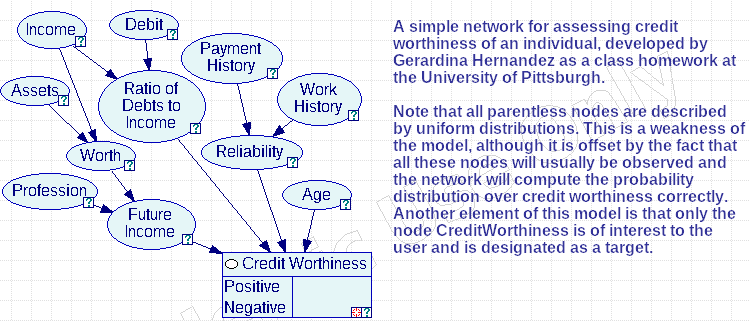 Income
Debit
Payment
History
Assets
Ratio of
Debts to
Income
Work
History
Worth
Reliability
Profession
Age
Future
Income
Credit Worthiness
Positive
Negative
A simple network for assessing credit
worthiness of an individual, developed by
Gerardina Hernandez as a class homework at
the University of Pittsburgh.
Note that all parentless nodes are described
by uniform distributions. This is a weakness of
the model, although it is offset by the fact that
all these nodes will usually be observed and
the network will compute the probability
distribution over credit worthiness correctly.
Another element of this model is that only the
node CreditWorthiness is of interest to the
user and is designated as a target.